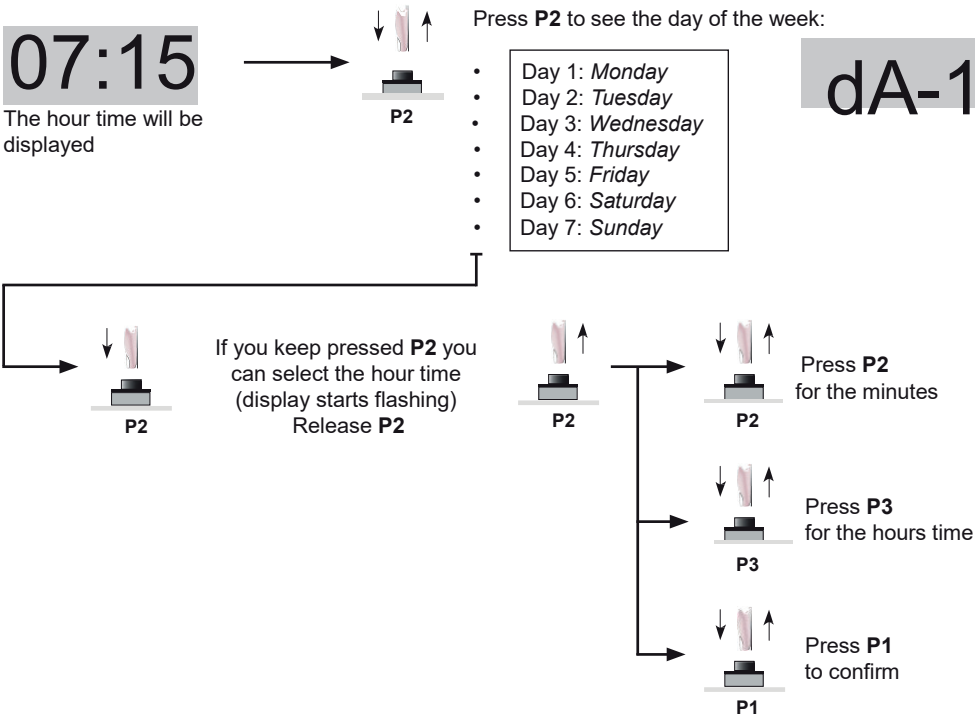 Press P2 to see the day of the week:
07:15
P2
The hour time will be
displayed
• Day 1: Monday
• Day 2: Tuesday
• Day 3: Wednesday
• Day 4: Thursday
• Day 5: Friday
• Day 6: Saturday
• Day 7: Sunday
dA-1
P2
If you keep pressed P2 you
can select the hour time
(display starts flashing)
Release P2
P2
P2
Press P2
for the minutes
P3
Press P3
for the hours time
P1
Press P1
to confirm